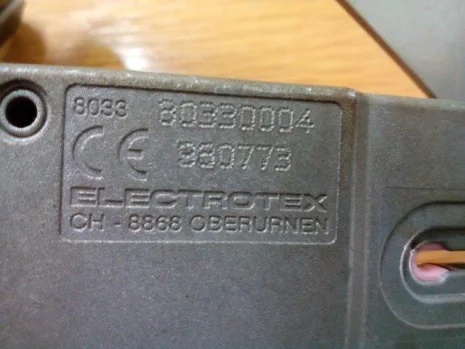 8033 80330004
CE 980773
ELECTROTEX
CH - 8868 OBERURNEN